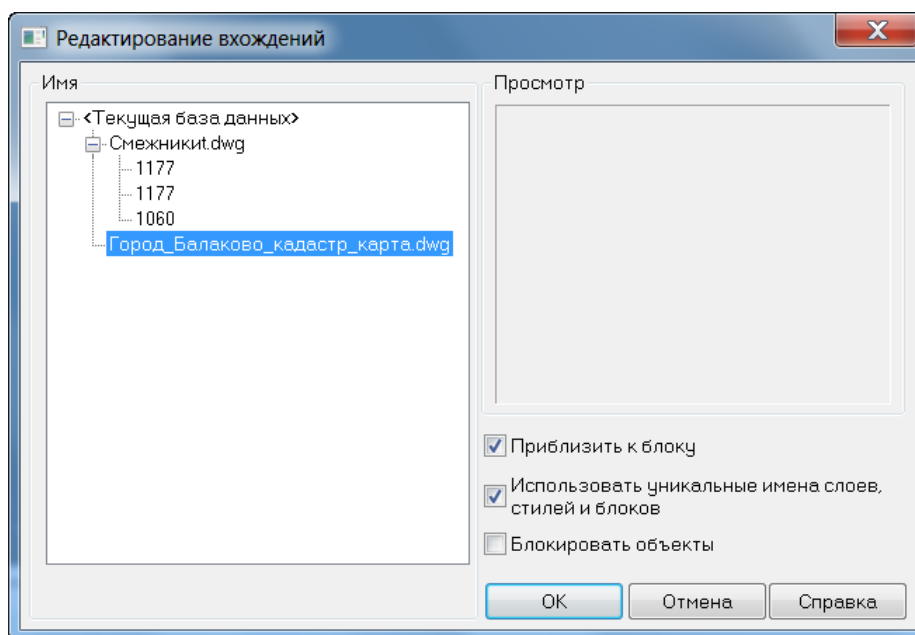 Редактирование вхождений
Имя
<Текущая база данных>
Смежникиt.dwg
1177
1177
1060
Город_Балаково_кадастр_карта.dwg
Просмотр
Приблизить к блоку
Использовать уникальные имена слоев,
стилей и блоков
Блокировать объекты
OK
Отмена
Справка